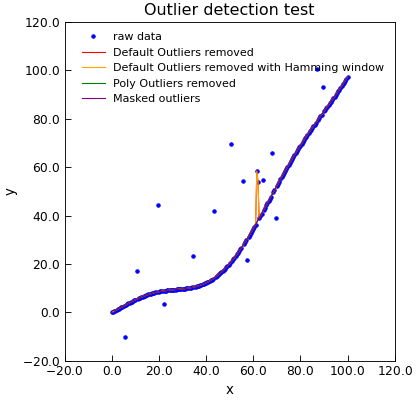 Outlier detection test
120.0
raw data
Default Outliers removed
Default Outliers removed with Hamming window
Poly Outliers removed
Masked outliers
100.0
80.0
60.0
y
40.0
20.0
0.0
−20.0
−20.0 0.0 20.0 40.0 60.0 80.0 100.0 120.0
x